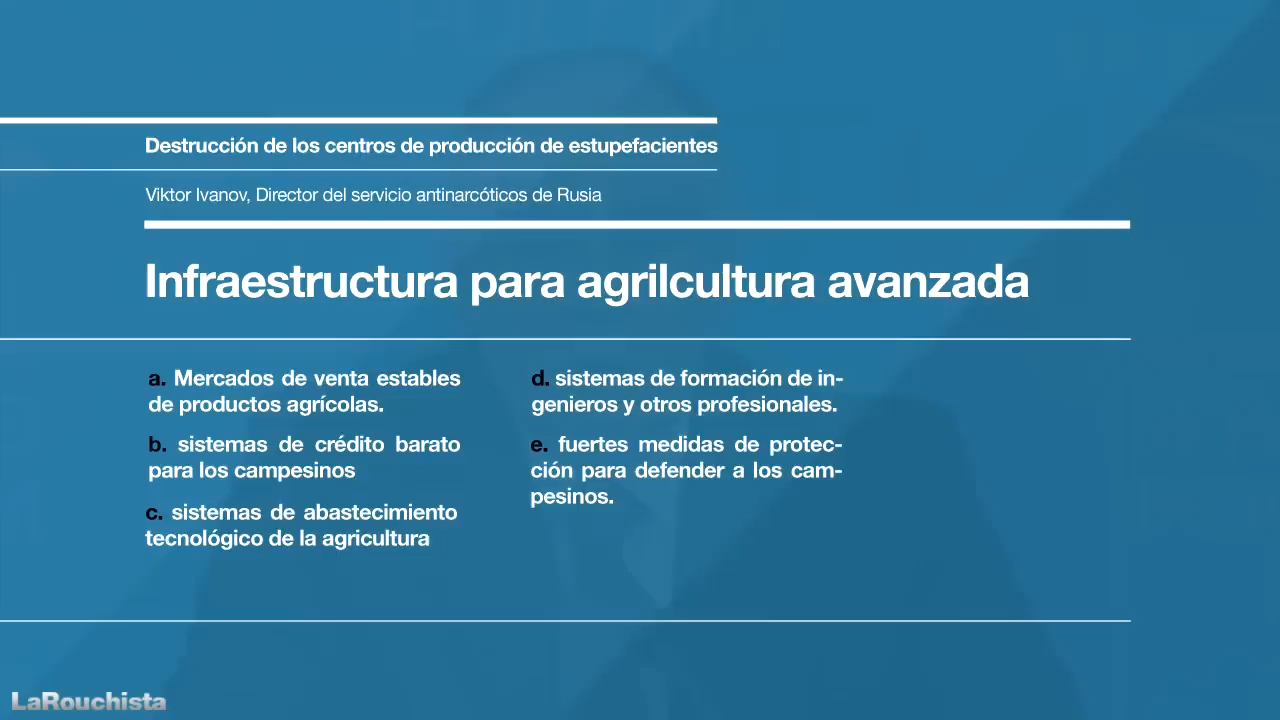 Destrucción de los centros de producción de estupefacientes
Viktor Ivanov, Director del servicio antinarcóticos de Rusia
Infraestructura para agrilcultura avanzada
a. Mercados de venta estables
de productos agrícolas.
b. sistemas de crédito barato
para los campesinos
c. sistemas de abastecimiento
tecnológico de la agricultura
d. sistemas de formación de in-
genieros y otros profesionales.
e. fuertes medidas de protec-
ción para defender a los cam-
pesinos.
LaRouchista